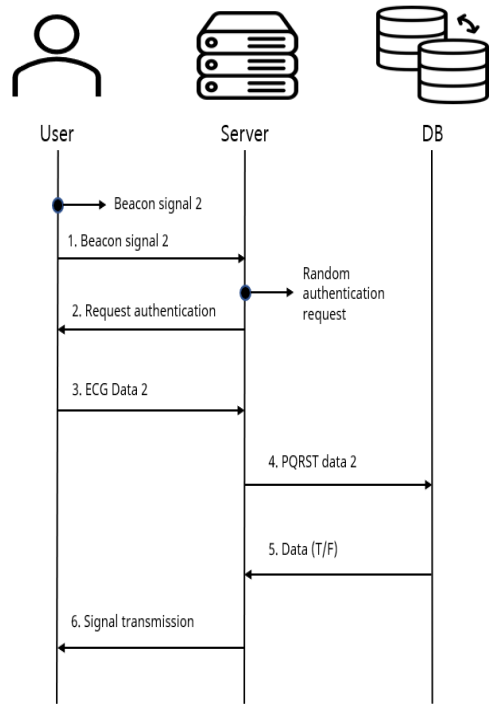 User
Server
DB
Beacon signal 2
1. Beacon signal 2
Random
authentication
request
2. Request authentication
3. ECG Data 2
4. PQRST data 2
5. Data (T/F)
6. Signal transmission